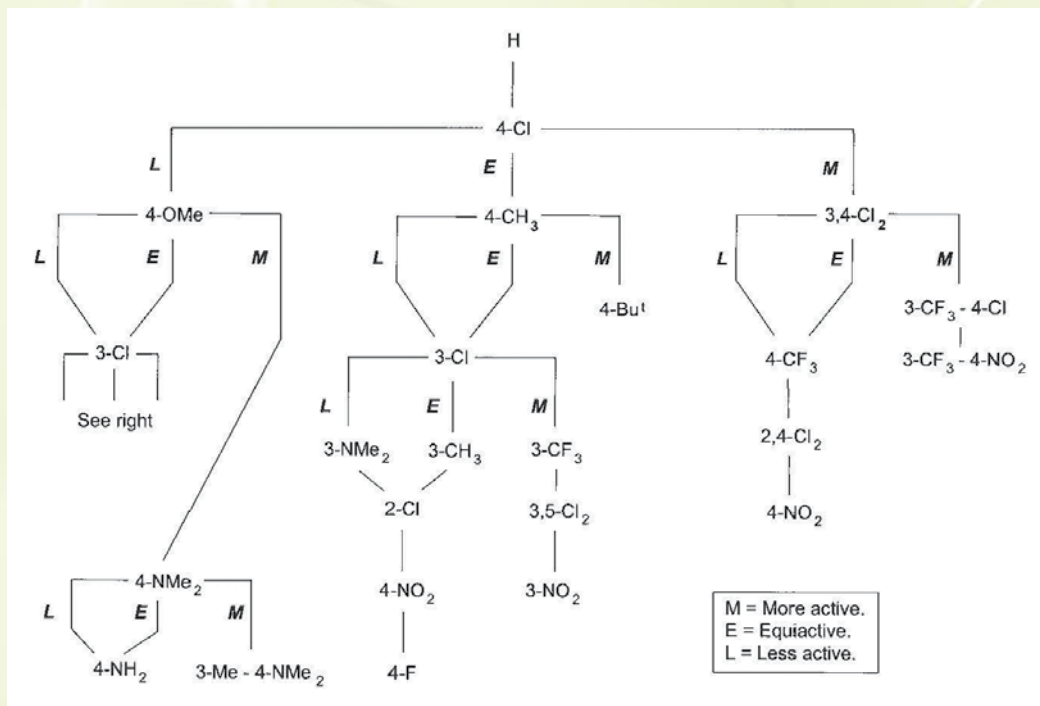 H
4-Cl
L E M
4-OMe 4-CH₃ 3,4-Cl₂
L E M L E M L E M
4-Buᵗ 3-CF₃ - 4-Cl
3-Cl 3-Cl 4-CF₃ 3-CF₃ - 4-NO₂
L E M
See right
3-NMe₂ 3-CH₃ 3-CF₃ 2,4-Cl₂
2-Cl 3,5-Cl₂ 4-NO₂
4-NMe₂ 4-NO₂ 3-NO₂
L E M
4-NH₂ 3-Me - 4-NMe₂ 4-F
M = More active.
E = Equiactive.
L = Less active.